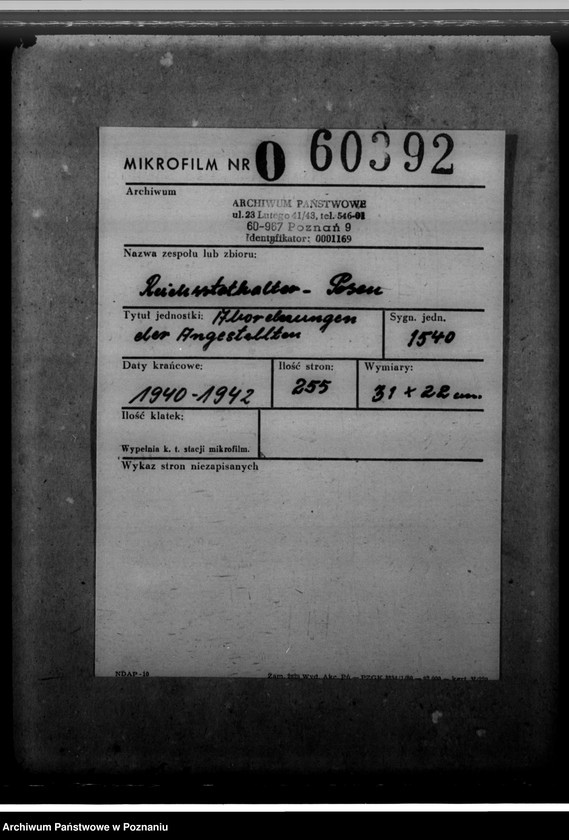 MIKROFILM NR 0 60392
Archiwum
ARCHIWUM PAŃSTWOWE
ul. 23 Lutego 41/43, tel. 546-01
60-967 Poznań 9
Identyfikator: 0001169
Nazwa zespołu lub zbioru:
Reichsstatthalter - Posen
Tytuł jednostki: Abordnungen
der Angestellten
Sygn. jedn.
1540
Daty krańcowe:
1940-1942
Ilość stron:
255
Wymiary:
31 x 22 cm.
Ilość klatek:
Wypełnia k. t. stacji mikrofilm.
Wykaz stron niezapisanych
NDAP-18
Archiwum Państwowe w Poznaniu